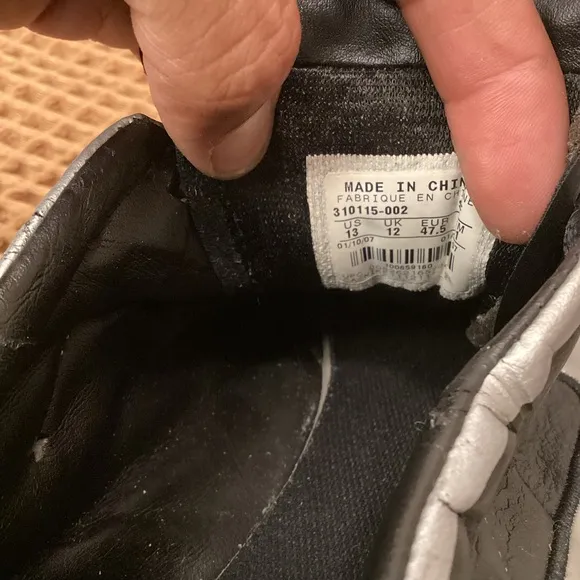 MADE IN CHIN
FABRIQUE EN CH
310115-002
US UK EUR
13 12 47.5
01/10/07